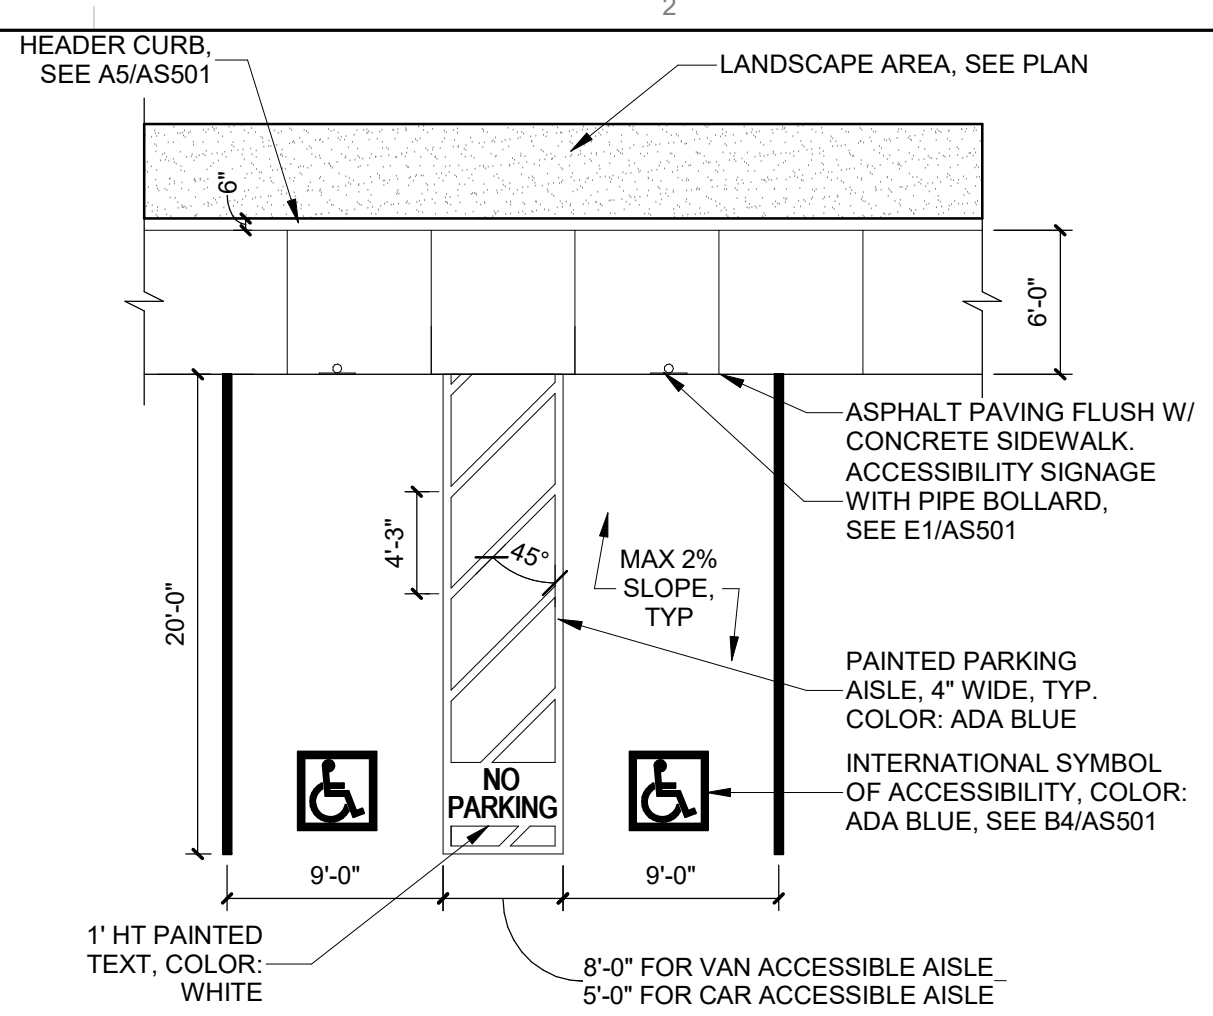 2
HEADER CURB,
SEE A5/AS501
LANDSCAPE AREA, SEE PLAN
6"
6'-0"
ASPHALT PAVING FLUSH W/
CONCRETE SIDEWALK.
ACCESSIBILITY SIGNAGE
WITH PIPE BOLLARD,
SEE E1/AS501
4'-3"
45°
MAX 2%
SLOPE,
TYP
20'-0"
PAINTED PARKING
AISLE, 4" WIDE, TYP.
COLOR: ADA BLUE
INTERNATIONAL SYMBOL
OF ACCESSIBILITY, COLOR:
ADA BLUE, SEE B4/AS501
NO
PARKING
9'-0"
9'-0"
1' HT PAINTED
TEXT, COLOR:
WHITE
8'-0" FOR VAN ACCESSIBLE AISLE
5'-0" FOR CAR ACCESSIBLE AISLE